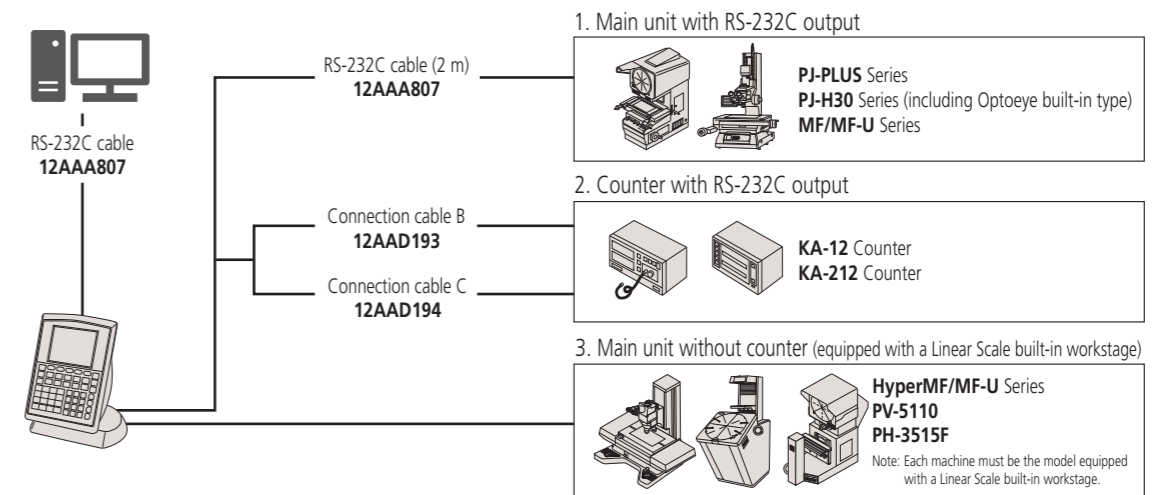 1. Main unit with RS-232C output
RS-232C cable (2 m)
12AAA807
PJ-PLUS Series
PJ-H30 Series (including Optoeye built-in type)
MF/MF-U Series
RS-232C cable
12AAA807
2. Counter with RS-232C output
Connection cable B
12AAD193
Connection cable C
12AAD194
KA-12 Counter
KA-212 Counter
3. Main unit without counter (equipped with a Linear Scale built-in workstage)
HyperMF/MF-U Series
PV-5110
PH-3515F
Note: Each machine must be the model equipped
with a Linear Scale built-in workstage.